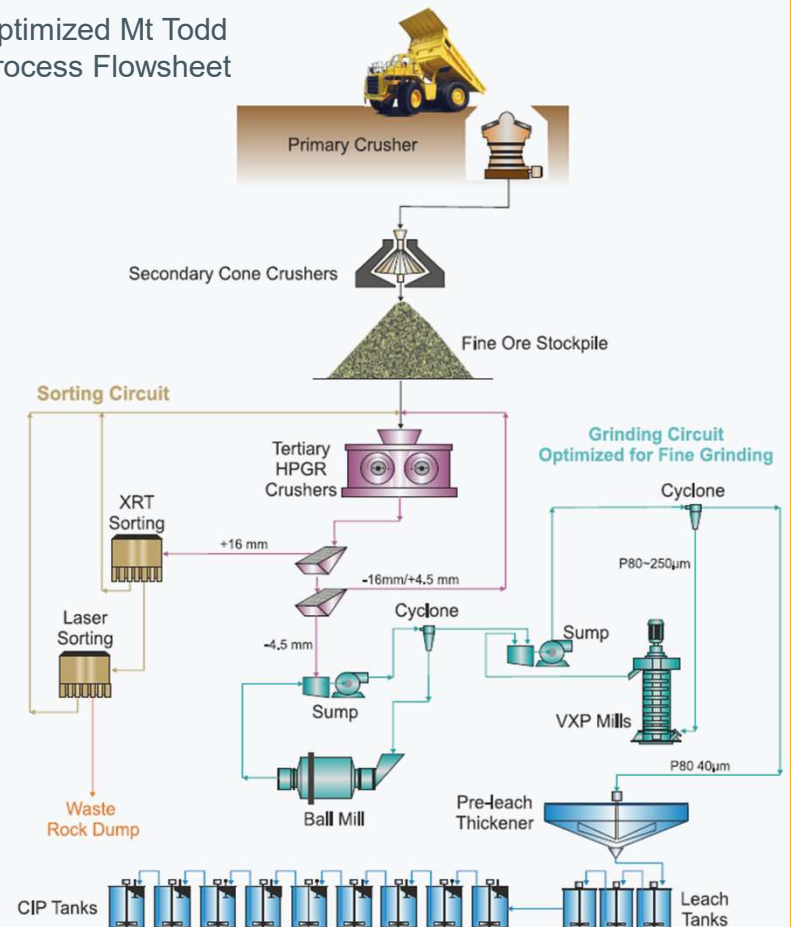 ptimized Mt Todd
rocess Flowsheet
Primary Crusher
Secondary Cone Crushers
Fine Ore Stockpile
Sorting Circuit
Grinding Circuit
Optimized for Fine Grinding
Tertiary
HPGR
Crushers
Cyclone
XRT
Sorting
+16 mm
P80~250µm
-16mm/+4.5 mm
Laser
Sorting
Cyclone
-4.5 mm
Sump
Sump
VXP Mills
P80 40µm
Waste
Rock Dump
Ball Mill
Pre-leach
Thickener
CIP Tanks
Leach
Tanks